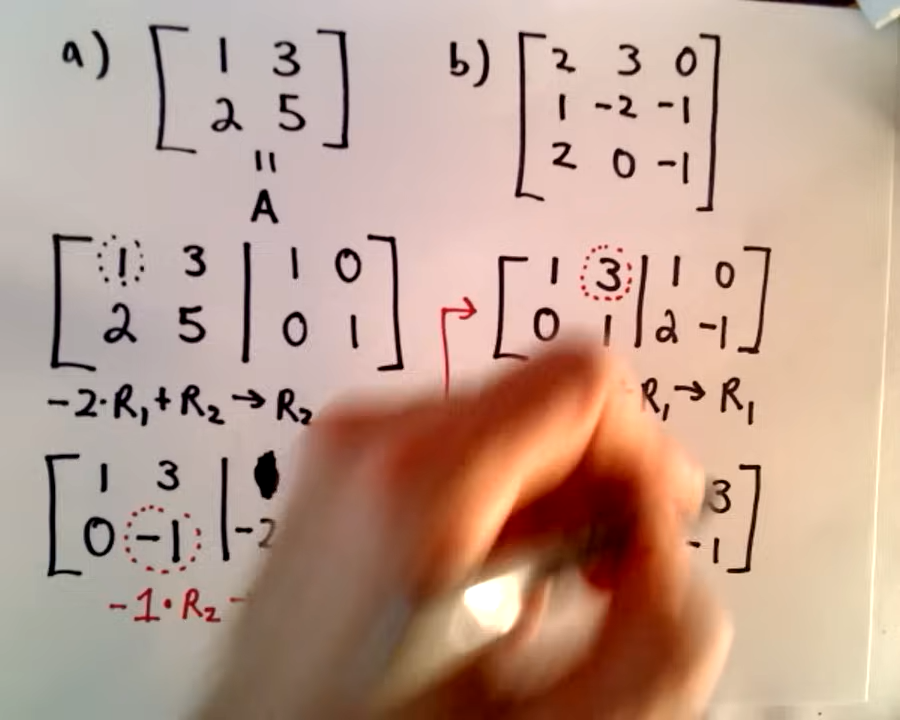 a) [ 1 3
2 5 ]
=
A
b) [ 2 3 0
1 -2 -1
2 0 -1 ]
[ 1 3 | 1 0
2 5 | 0 1 ]
-2·R₁ + R₂ → R₂
[ 1 3 |
0 -1 | -2
-1·R₂
[ 1 3 | 1 0
0 1 | 2 -1 ]
R₁ → R₁
3
-1 ]